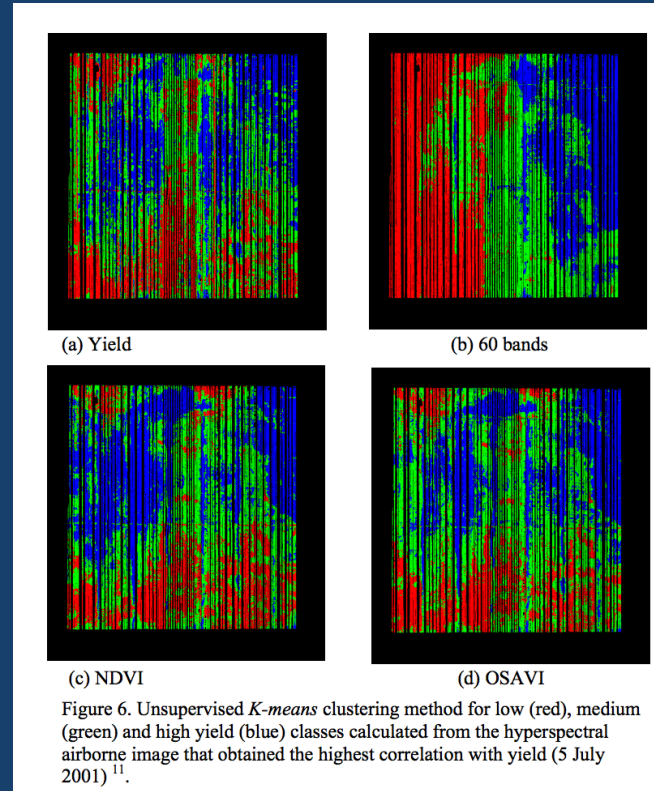 (a) Yield
(b) 60 bands
(c) NDVI
(d) OSAVI
Figure 6. Unsupervised K-means clustering method for low (red), medium
(green) and high yield (blue) classes calculated from the hyperspectral
airborne image that obtained the highest correlation with yield (5 July
2001) 11.